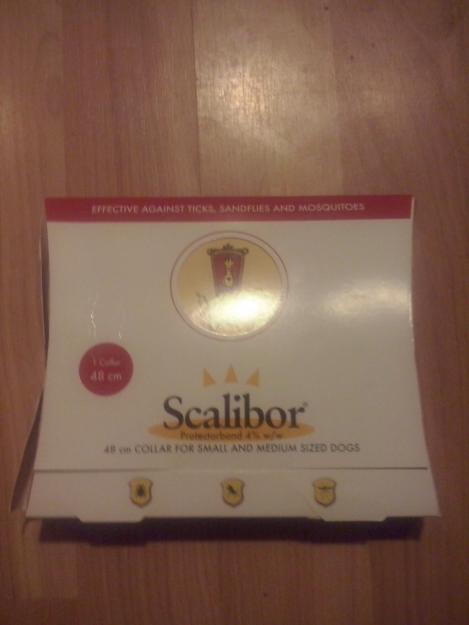 EFFECTIVE AGAINST TICKS, SANDFLIES AND MOSQUITOES
1 Collar
48 cm
Scalibor®
Protectorband 4% w/w
48 cm COLLAR FOR SMALL AND MEDIUM SIZED DOGS